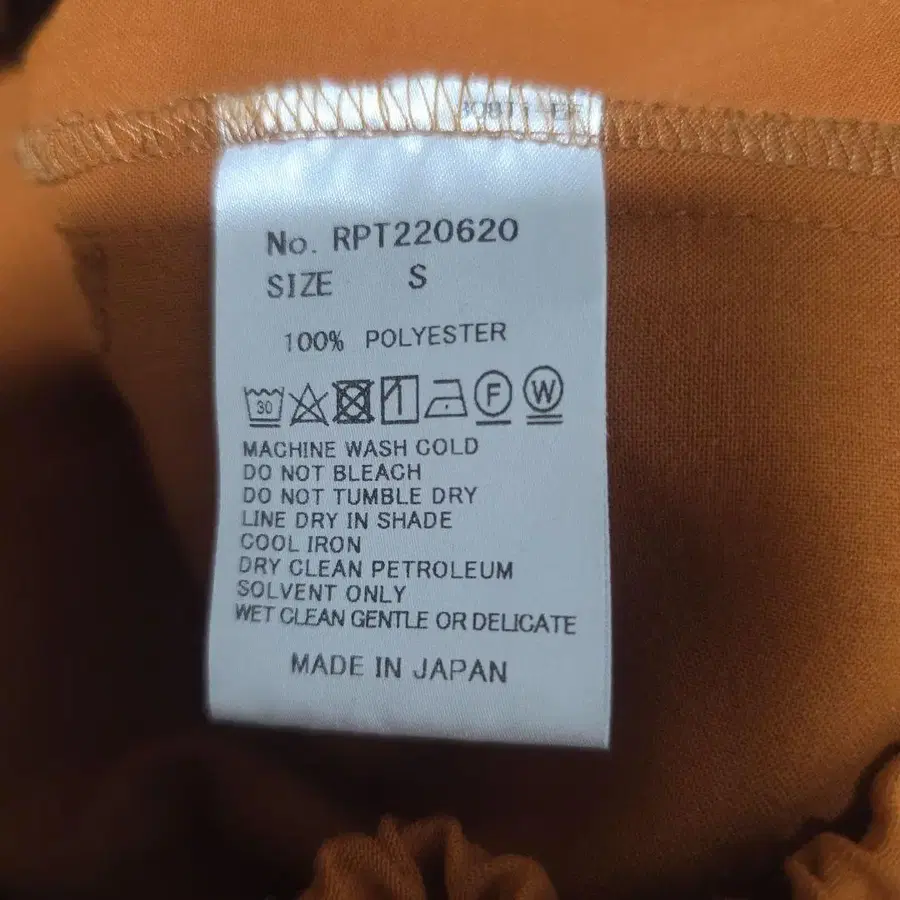 No. RPT220620
SIZE S
100% POLYESTER
30 F W
MACHINE WASH COLD
DO NOT BLEACH
DO NOT TUMBLE DRY
LINE DRY IN SHADE
COOL IRON
DRY CLEAN PETROLEUM
SOLVENT ONLY
WET CLEAN GENTLE OR DELICATE
MADE IN JAPAN